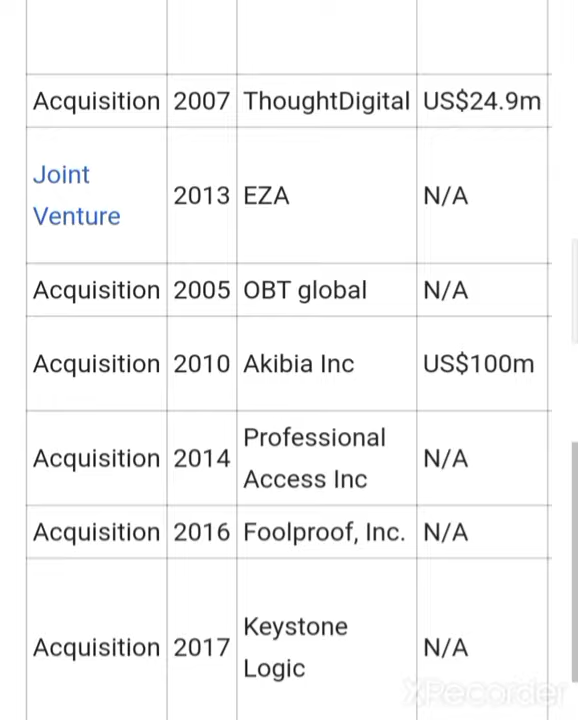 Acquisition 2007 ThoughtDigital US$24.9m
Joint
Venture
2013 EZA N/A
Acquisition 2005 OBT global N/A
Acquisition 2010 Akibia Inc US$100m
Acquisition 2014 Professional
Access Inc
N/A
Acquisition 2016 Foolproof, Inc. N/A
Acquisition 2017 Keystone
Logic
N/A
XRecorder